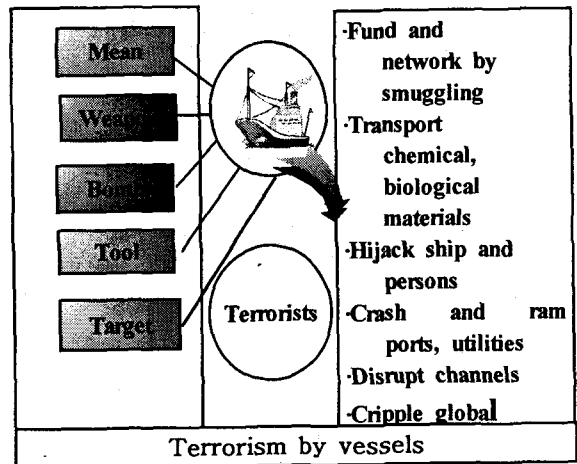 Mean
Weap
Bomb
Tool
Target
Terrorists
·Fund and
network by
smuggling
·Transport
chemical,
biological
materials
·Hijack ship and
persons
·Crash and ram
ports, utilities
·Disrupt channels
·Cripple global
Terrorism by vessels